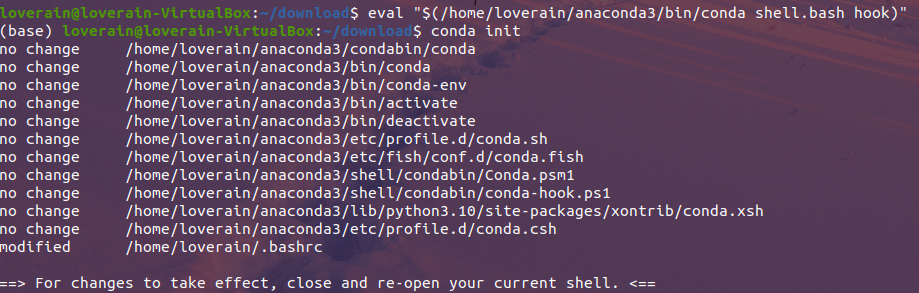 loverain@loverain-VirtualBox:~/download$ eval "$(/home/loverain/anaconda3/bin/conda shell.bash hook)"
(base) loverain@loverain-VirtualBox:~/download$ conda init
no change     /home/loverain/anaconda3/condabin/conda
no change     /home/loverain/anaconda3/bin/conda
no change     /home/loverain/anaconda3/bin/conda-env
no change     /home/loverain/anaconda3/bin/activate
no change     /home/loverain/anaconda3/bin/deactivate
no change     /home/loverain/anaconda3/etc/profile.d/conda.sh
no change     /home/loverain/anaconda3/etc/fish/conf.d/conda.fish
no change     /home/loverain/anaconda3/shell/condabin/Conda.psm1
no change     /home/loverain/anaconda3/shell/condabin/conda-hook.ps1
no change     /home/loverain/anaconda3/lib/python3.10/site-packages/xontrib/conda.xsh
no change     /home/loverain/anaconda3/etc/profile.d/conda.csh
modified      /home/loverain/.bashrc
==> For changes to take effect, close and re-open your current shell. <==